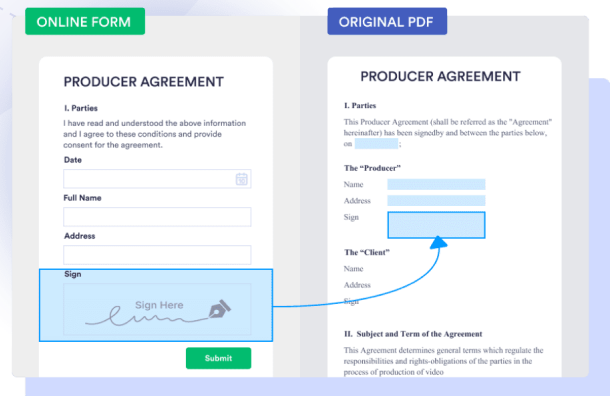 ONLINE FORM
PRODUCER AGREEMENT
I. Parties
I have read and understood the above information
and I agree to these conditions and provide
consent for the agreement.
Date
Full Name
Address
Sign
Sign Here
Submit
ORIGINAL PDF
PRODUCER AGREEMENT
I. Parties
This Producer Agreement (shall be referred as the "Agreement"
hereinafter) has been signedby and between the parties below,
on ;
The “Producer”
Name
Address
Sign
The “Client”
Name
Address
Sign
II. Subject and Term of the Agreement
This Agreement determines general terms which regulate the
responsibilities and rights-obligations of the parties in the
process of production of video